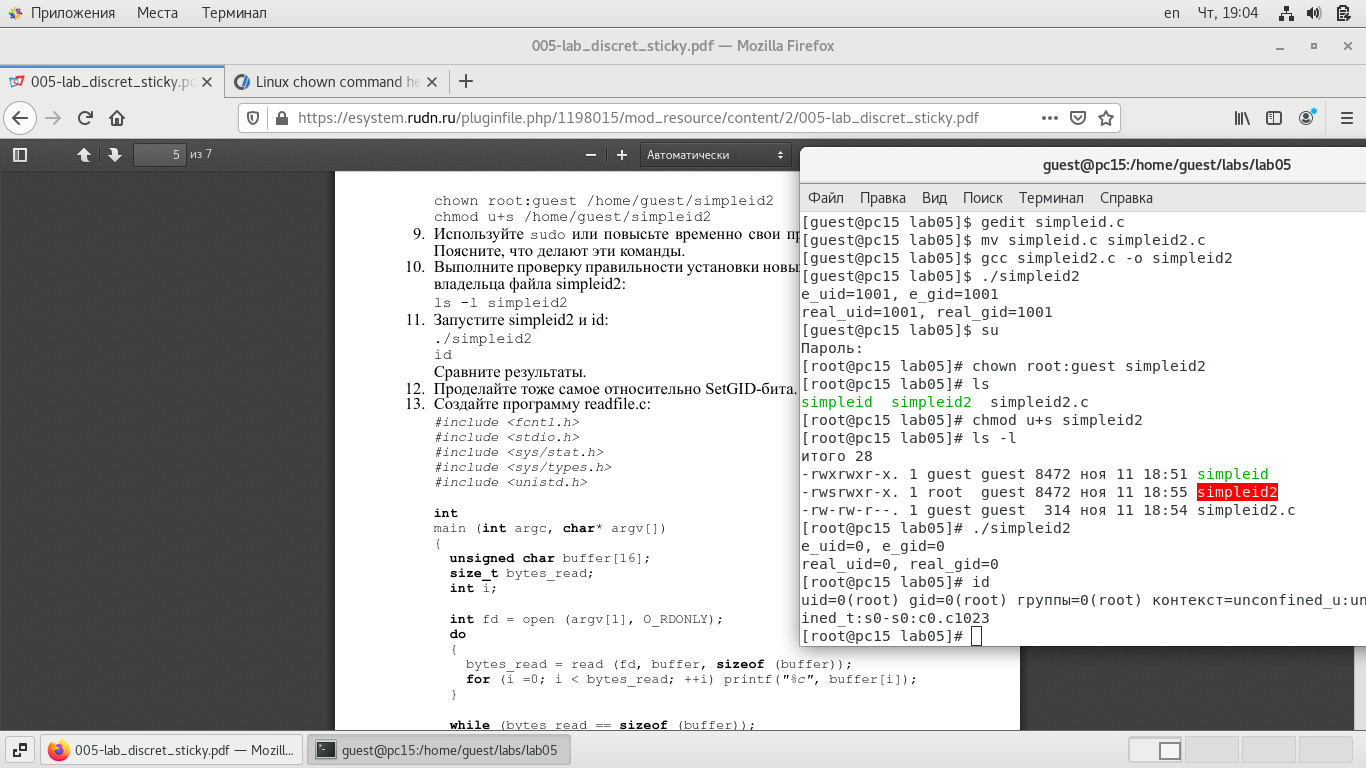 Приложения Места Терминал en Чт, 19:04
005-lab_discret_sticky.pdf — Mozilla Firefox
005-lab_discret_sticky.pd Linux chown command he
https://esystem.rudn.ru/pluginfile.php/1198015/mod_resource/content/2/005-lab_discret_sticky.pdf
5 из 7 Автоматически
chown root:guest /home/guest/simpleid2
chmod u+s /home/guest/simpleid2
9. Используйте sudo или повысьте временно свои пр
Поясните, что делают эти команды.
10. Выполните проверку правильности установки новы
владельца файла simpleid2:
ls -l simpleid2
11. Запустите simpleid2 и id:
./simpleid2
id
Сравните результаты.
12. Проделайте тоже самое относительно SetGID-бита.
13. Создайте программу readfile.c:
#include <fcntl.h>
#include <stdio.h>
#include <sys/stat.h>
#include <sys/types.h>
#include <unistd.h>
int
main (int argc, char* argv[])
{
unsigned char buffer[16];
size_t bytes_read;
int i;
int fd = open (argv[1], O_RDONLY);
do
{
bytes_read = read (fd, buffer, sizeof (buffer));
for (i =0; i < bytes_read; ++i) printf("%c", buffer[i]);
}
while (bytes_read == sizeof (buffer));
guest@pc15:/home/guest/labs/lab05
Файл Правка Вид Поиск Терминал Справка
[guest@pc15 lab05]$ gedit simpleid.c
[guest@pc15 lab05]$ mv simpleid.c simpleid2.c
[guest@pc15 lab05]$ gcc simpleid2.c -o simpleid2
[guest@pc15 lab05]$ ./simpleid2
e_uid=1001, e_gid=1001
real_uid=1001, real_gid=1001
[guest@pc15 lab05]$ su
Пароль:
[root@pc15 lab05]# chown root:guest simpleid2
[root@pc15 lab05]# ls
simpleid simpleid2 simpleid2.c
[root@pc15 lab05]# chmod u+s simpleid2
[root@pc15 lab05]# ls -l
итого 28
-rwxrwxr-x. 1 guest guest 8472 ноя 11 18:51 simpleid
-rwsrwxr-x. 1 root guest 8472 ноя 11 18:55 simpleid2
-rw-rw-r--. 1 guest guest 314 ноя 11 18:54 simpleid2.c
[root@pc15 lab05]# ./simpleid2
e_uid=0, e_gid=0
real_uid=0, real_gid=0
[root@pc15 lab05]# id
uid=0(root) gid=0(root) группы=0(root) контекст=unconfined_u:un
ined_t:s0-s0:c0.c1023
[root@pc15 lab05]#
005-lab_discret_sticky.pdf — Mozill... guest@pc15:/home/guest/labs/lab05